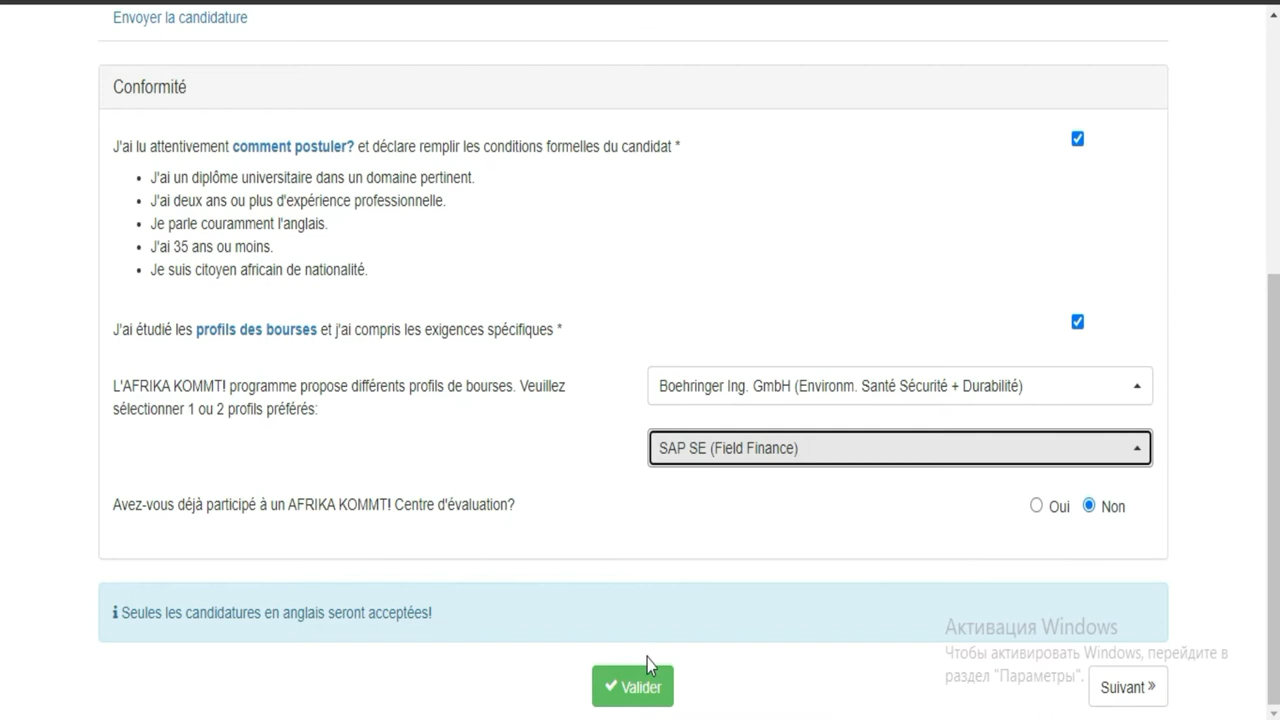 Envoyer la candidature
Conformité
J'ai lu attentivement comment postuler? et déclare remplir les conditions formelles du candidat *
• J'ai un diplôme universitaire dans un domaine pertinent.
• J'ai deux ans ou plus d'expérience professionnelle.
• Je parle couramment l'anglais.
• J'ai 35 ans ou moins.
• Je suis citoyen africain de nationalité.
J'ai étudié les profils des bourses et j'ai compris les exigences spécifiques *
L'AFRIKA KOMMT! programme propose différents profils de bourses. Veuillez
sélectionner 1 ou 2 profils préférés:
Boehringer Ing. GmbH (Environm. Santé Sécurité + Durabilité)
SAP SE (Field Finance)
Avez-vous déjà participé à un AFRIKA KOMMT! Centre d'évaluation?
Oui Non
Seules les candidatures en anglais seront acceptées!
Активация Windows
Чтобы активировать Windows, перейдите в
раздел "Параметры".
Valider
Suivant »